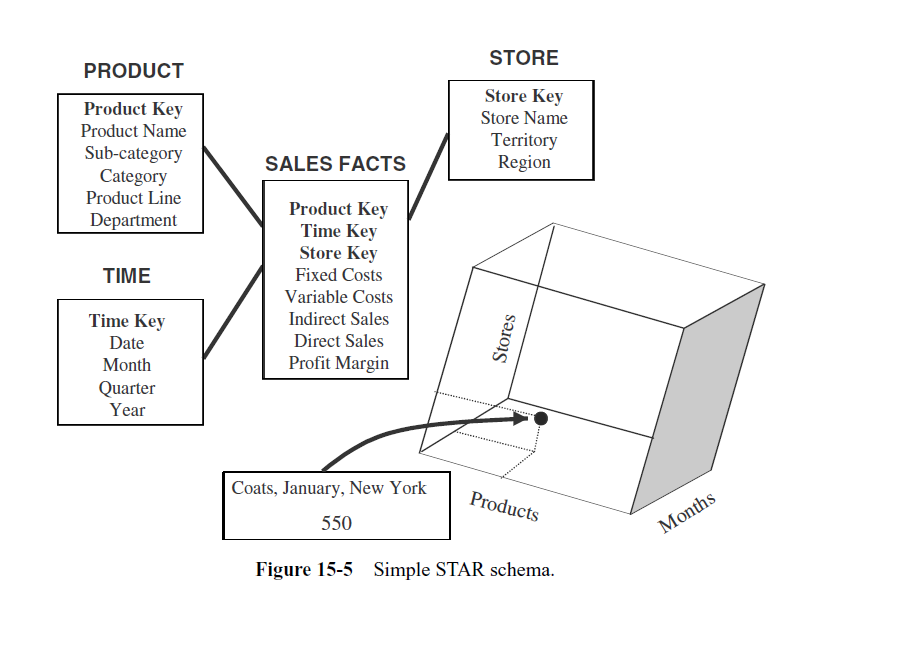 PRODUCT
Product Key
Product Name
Sub-category
Category
Product Line
Department
TIME
Time Key
Date
Month
Quarter
Year
SALES FACTS
Product Key
Time Key
Store Key
Fixed Costs
Variable Costs
Indirect Sales
Direct Sales
Profit Margin
STORE
Store Key
Store Name
Territory
Region
Stores
Products
Months
Coats, January, New York
550
Figure 15-5 Simple STAR schema.